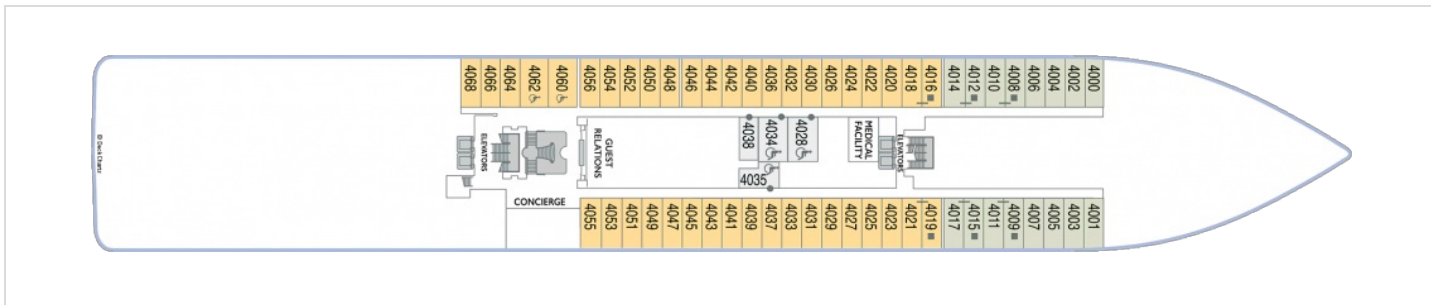 4068 4066 4064 4062 4060 4056 4054 4052 4050 4048 4046 4044 4042 4040 4036 4032 4030 4026 4024 4022 4020 4018 4016 4014 4012 4010 4008 4006 4004 4002 4000
© Deck Chartz
ELEVATORS
GUEST
RELATIONS
4038 4034 4028
MEDICAL
FACILITY
ELEVATORS
4035
CONCIERGE
4055 4053 4051 4049 4047 4045 4043 4041 4039 4037 4033 4031 4029 4027 4025 4023 4021 4019 4017 4015 4011 4009 4007 4005 4003 4001